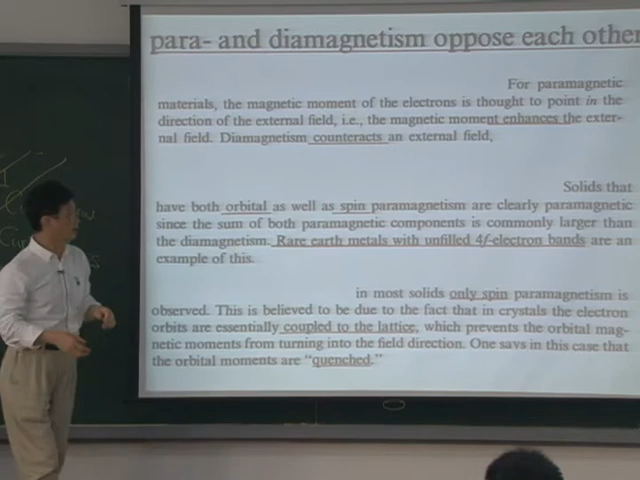 para- and diamagnetism oppose each other
For paramagnetic
materials, the magnetic moment of the electrons is thought to point in the
direction of the external field, i.e., the magnetic moment enhances the exter-
nal field. Diamagnetism counteracts an external field,
Solids that
have both orbital as well as spin paramagnetism are clearly paramagnetic
since the sum of both paramagnetic components is commonly larger than
the diamagnetism. Rare earth metals with unfilled 4f-electron bands are an
example of this.
in most solids only spin paramagnetism is
observed. This is believed to be due to the fact that in crystals the electron
orbits are essentially coupled to the lattice, which prevents the orbital mag-
netic moments from turning into the field direction. One says in this case that
the orbital moments are “quenched.”